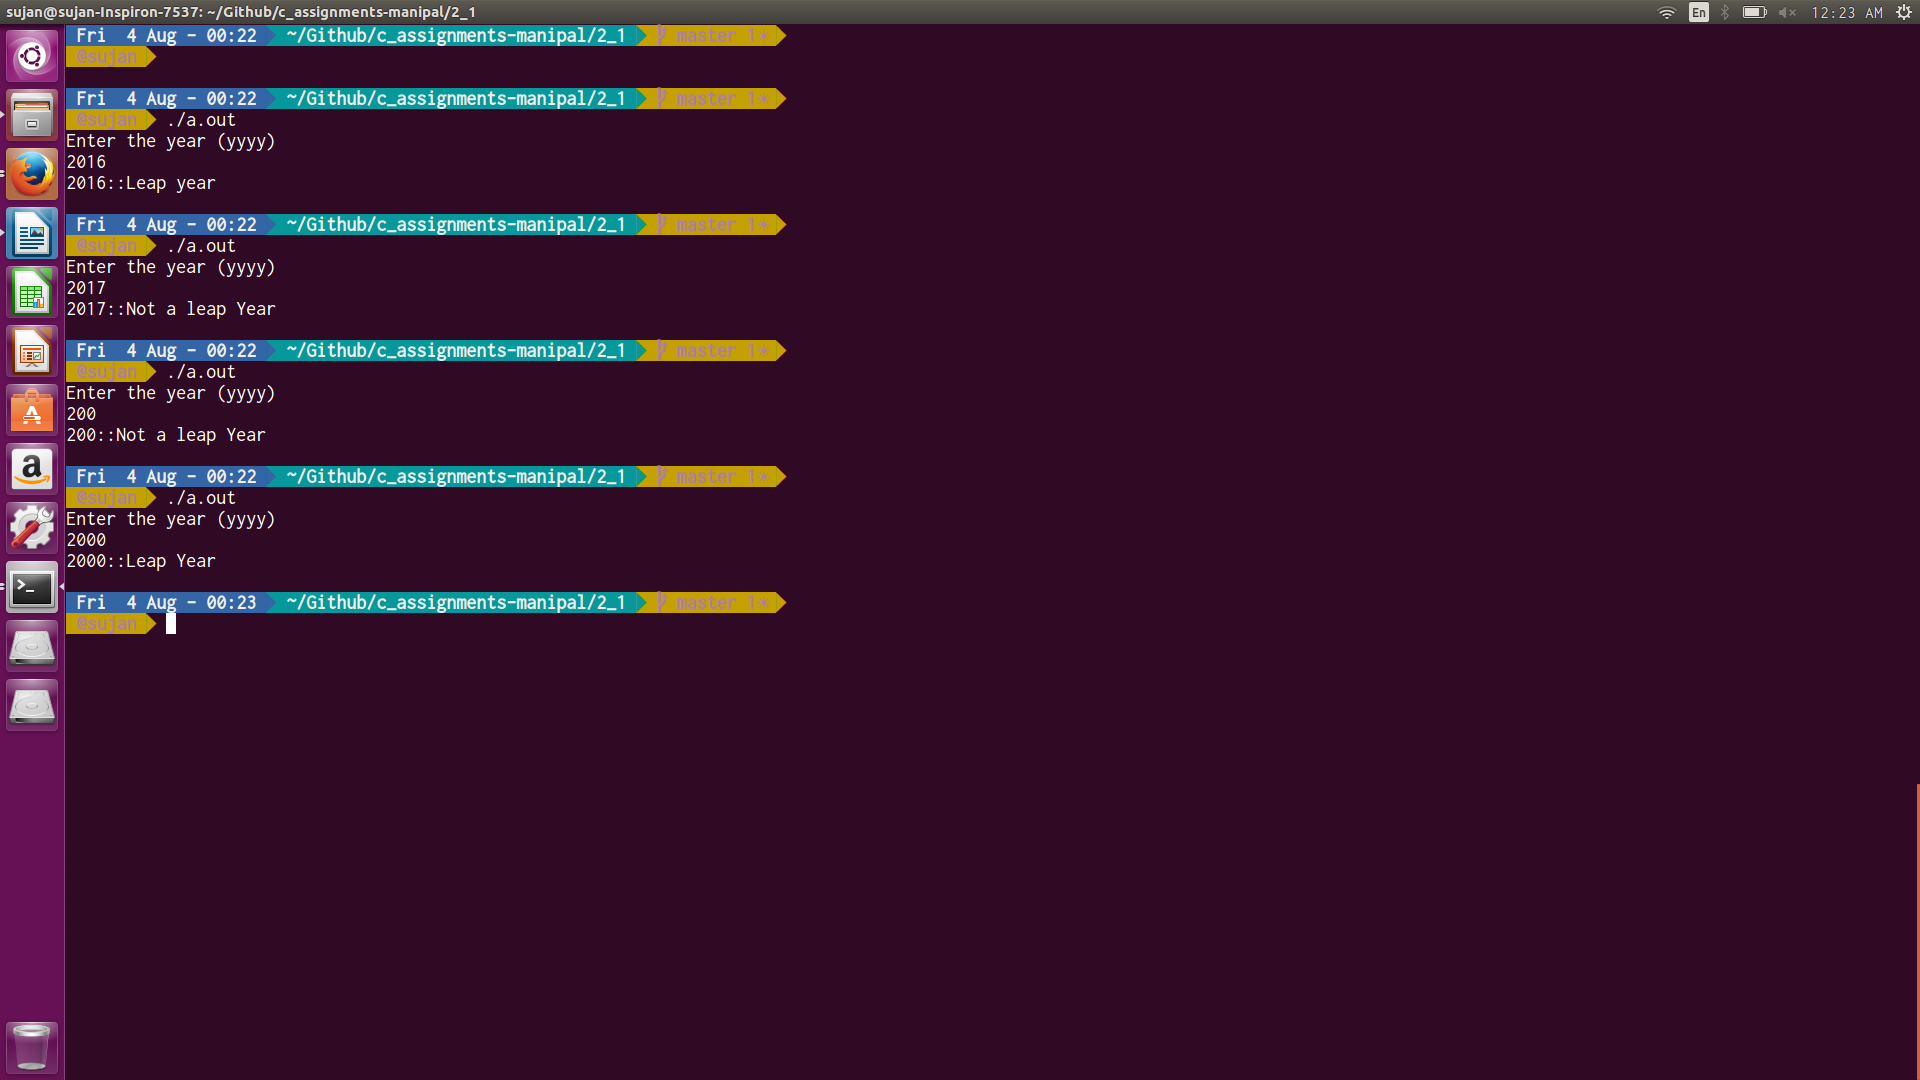 sujan@sujan-Inspiron-7537: ~/Github/c_assignments-manipal/2_1
En
12:23 AM
Fri  4 Aug - 00:22 ~/Github/c_assignments-manipal/2_1 master 1*
@sujan
Fri  4 Aug - 00:22 ~/Github/c_assignments-manipal/2_1 master 1*
@sujan ./a.out
Enter the year (yyyy)
2016
2016::Leap year
Fri  4 Aug - 00:22 ~/Github/c_assignments-manipal/2_1 master 1*
@sujan ./a.out
Enter the year (yyyy)
2017
2017::Not a leap Year
Fri  4 Aug - 00:22 ~/Github/c_assignments-manipal/2_1 master 1*
@sujan ./a.out
Enter the year (yyyy)
200
200::Not a leap Year
Fri  4 Aug - 00:22 ~/Github/c_assignments-manipal/2_1 master 1*
@sujan ./a.out
Enter the year (yyyy)
2000
2000::Leap Year
Fri  4 Aug - 00:23 ~/Github/c_assignments-manipal/2_1 master 1*
@sujan